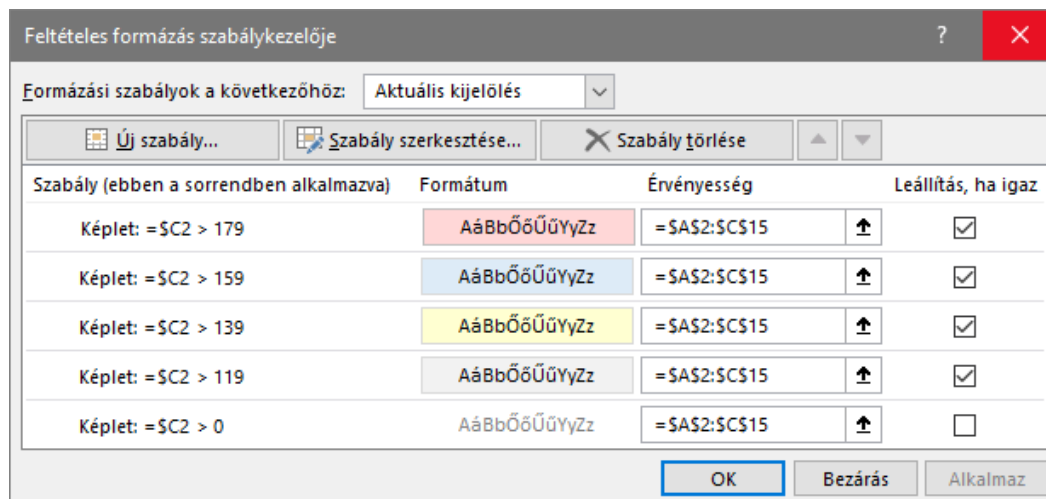 Feltételes formázás szabálykezelője ?
Formázási szabályok a következőhöz: Aktuális kijelölés
Új szabály... Szabály szerkesztése... Szabály törlése
Szabály (ebben a sorrendben alkalmazva) Formátum Érvényesség Leállítás, ha igaz
Képlet: =$C2 > 179 AáBbŐőŰűYyZz =$A$2:$C$15
Képlet: =$C2 > 159 AáBbŐőŰűYyZz =$A$2:$C$15
Képlet: =$C2 > 139 AáBbŐőŰűYyZz =$A$2:$C$15
Képlet: =$C2 > 119 AáBbŐőŰűYyZz =$A$2:$C$15
Képlet: =$C2 > 0 AáBbŐőŰűYyZz =$A$2:$C$15
OK Bezárás Alkalmaz